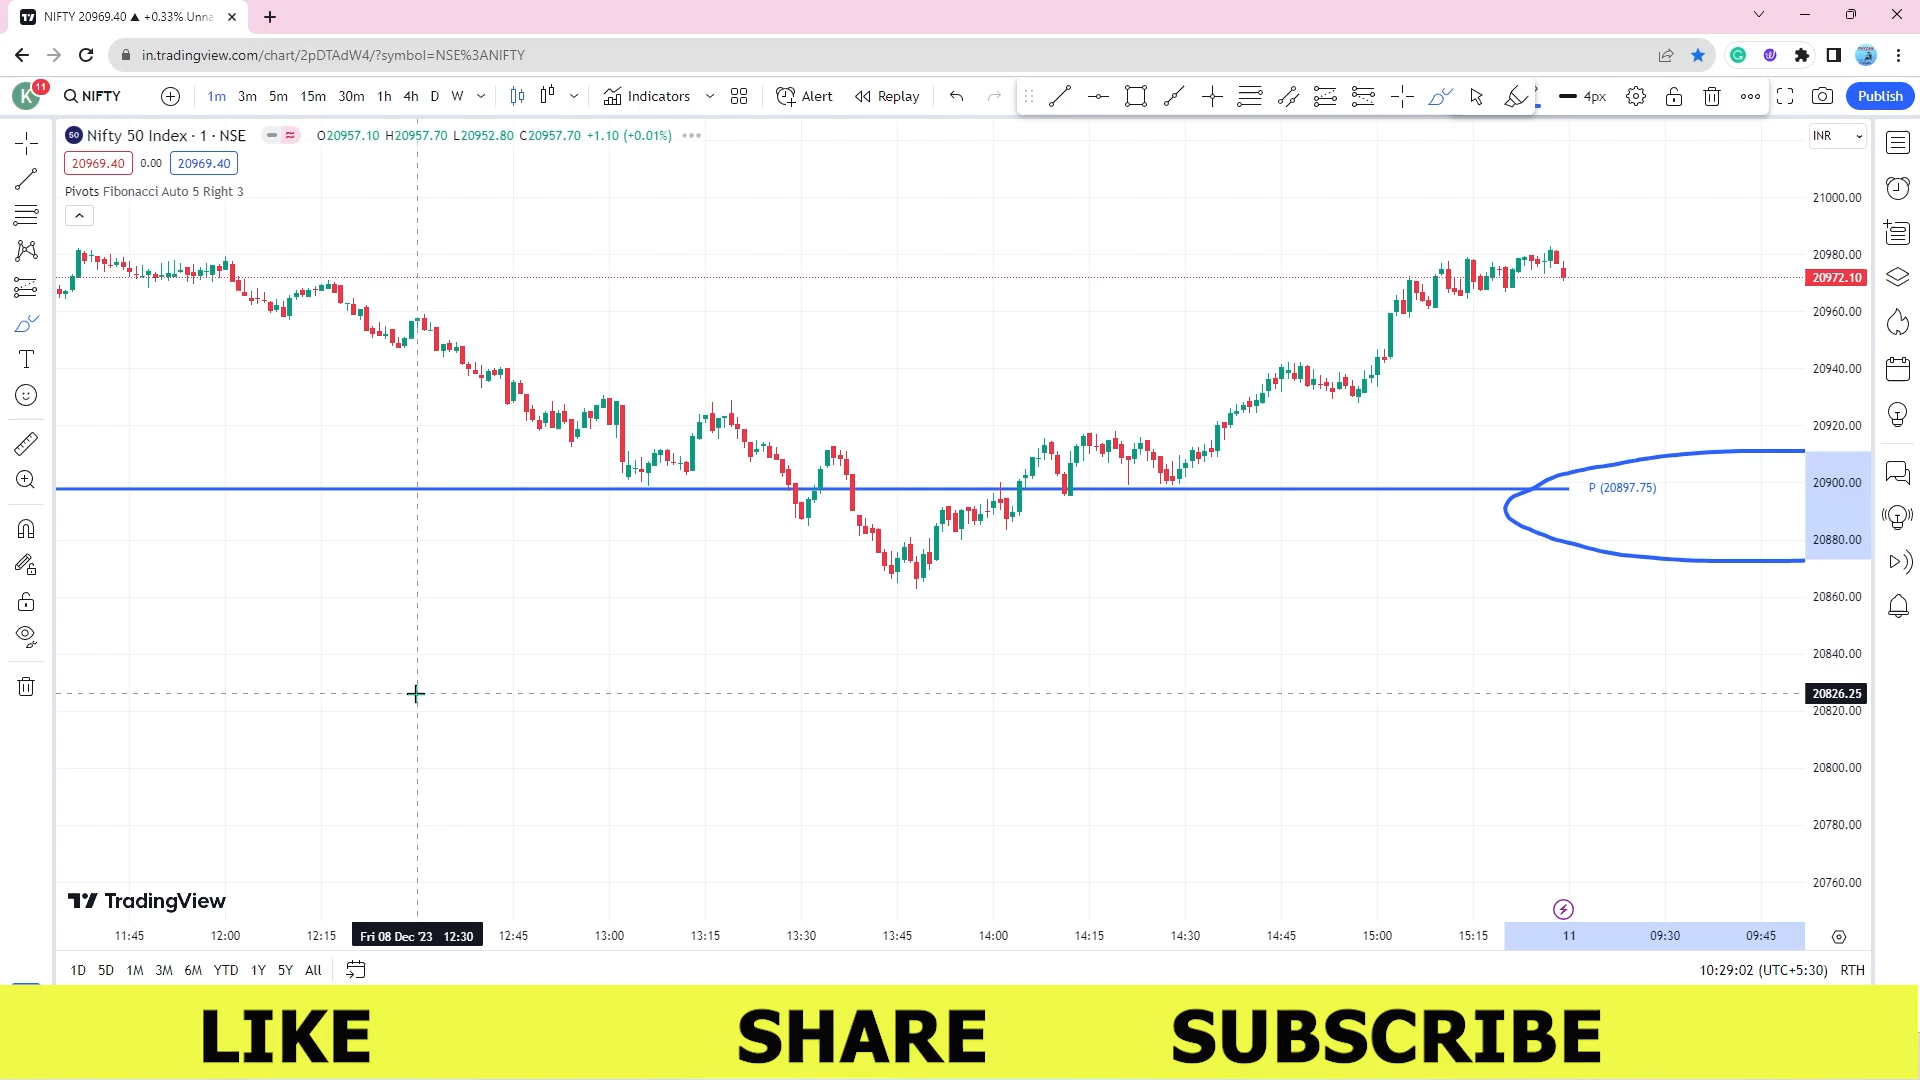 NIFTY 20969.40 ▲ +0.33% Unna
in.tradingview.com/chart/2pDTAdW4/?symbol=NSE%3ANIFTY
K 11 NIFTY 1m 3m 5m 15m 30m 1h 4h D W Indicators Alert Replay 4px Publish
50 Nifty 50 Index · 1 · NSE O20957.10 H20957.70 L20952.80 C20957.70 +1.10 (+0.01%) INR
20969.40 0.00 20969.40
Pivots Fibonacci Auto 5 Right 3
21000.00
20980.00
20972.10
20960.00
20940.00
20920.00
20900.00
P (20897.75)
20880.00
20860.00
20840.00
20826.25
20820.00
20800.00
20780.00
20760.00
TradingView
11:45 12:00 12:15 Fri 08 Dec '23 12:30 12:45 13:00 13:15 13:30 13:45 14:00 14:15 14:30 14:45 15:00 15:15 11 09:30 09:45
1D 5D 1M 3M 6M YTD 1Y 5Y All 10:29:02 (UTC+5:30) RTH
LIKE SHARE SUBSCRIBE